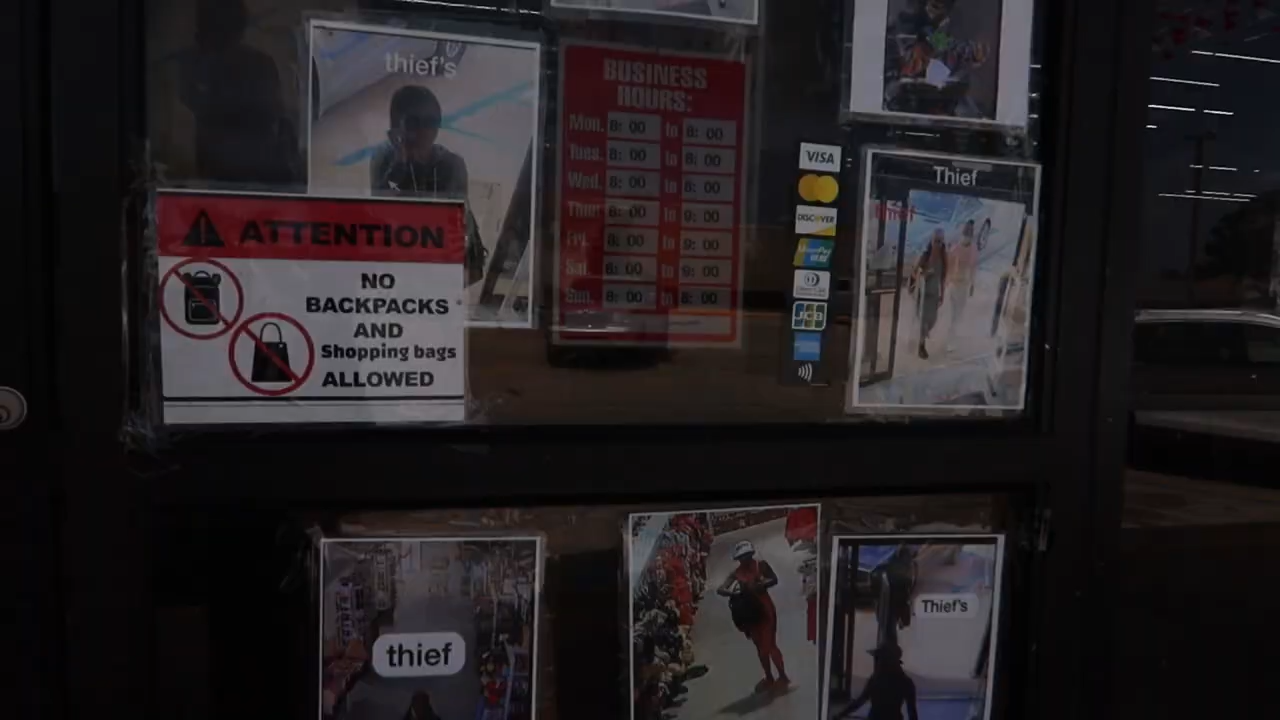 thief's
BUSINESS
HOURS:
Mon. 8:00 to 8:00
Tues. 8:00 to 8:00
Wed. 8:00 to 8:00
Thur. 8:00 to 9:00
Fri. 8:00 to 9:00
Sat. 8:00 to 9:00
Sun. 8:00 to 8:00
VISA
DISCOVER
JCB
Thief
ATTENTION
NO
BACKPACKS
AND
Shopping bags
ALLOWED
thief
Thief's